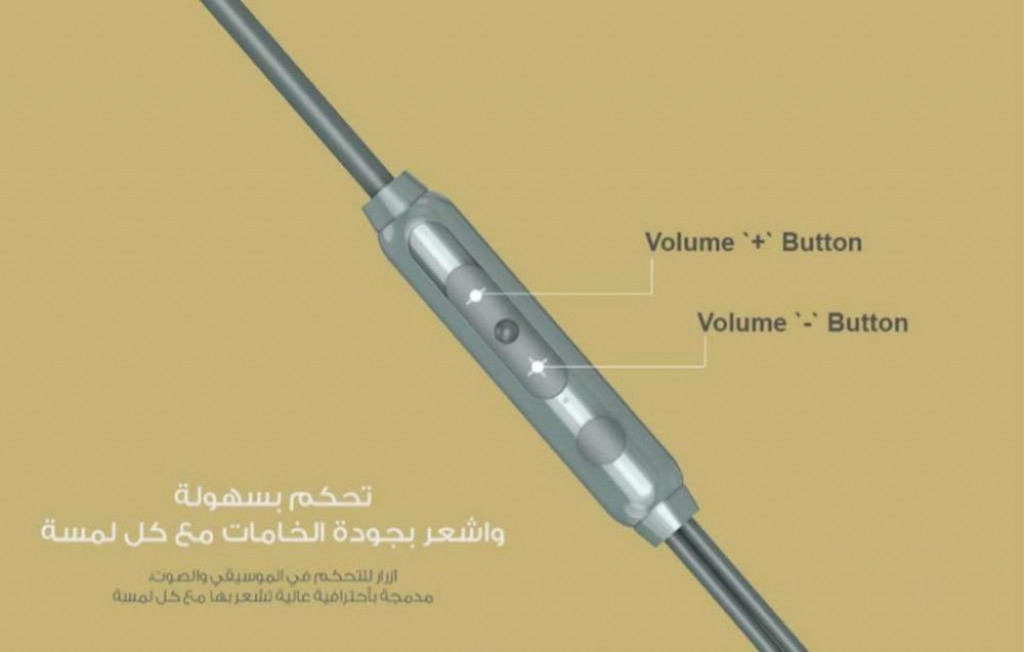 Volume `+` Button
Volume `-` Button
تحكم بسهولة
واشعر بجودة الخامات مع كل لمسة
ازرار للتحكم في الموسيقي والصوت،
مدمجة بأحترافية عالية تشعر بها مع كل لمسة